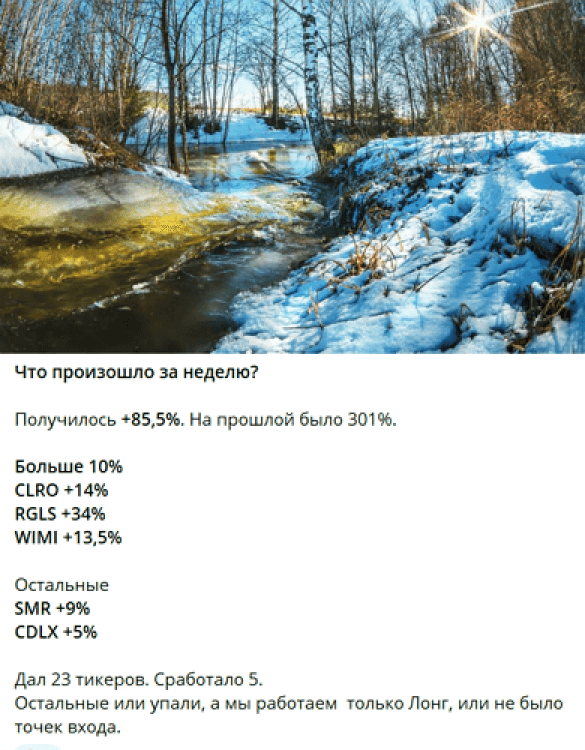 Что произошло за неделю?
Получилось +85,5%. На прошлой было 301%.
Больше 10%
CLRO +14%
RGLS +34%
WIMI +13,5%
Остальные
SMR +9%
CDLX +5%
Дал 23 тикеров. Сработало 5.
Остальные или упали, а мы работаем только Лонг, или не было
точек входа.